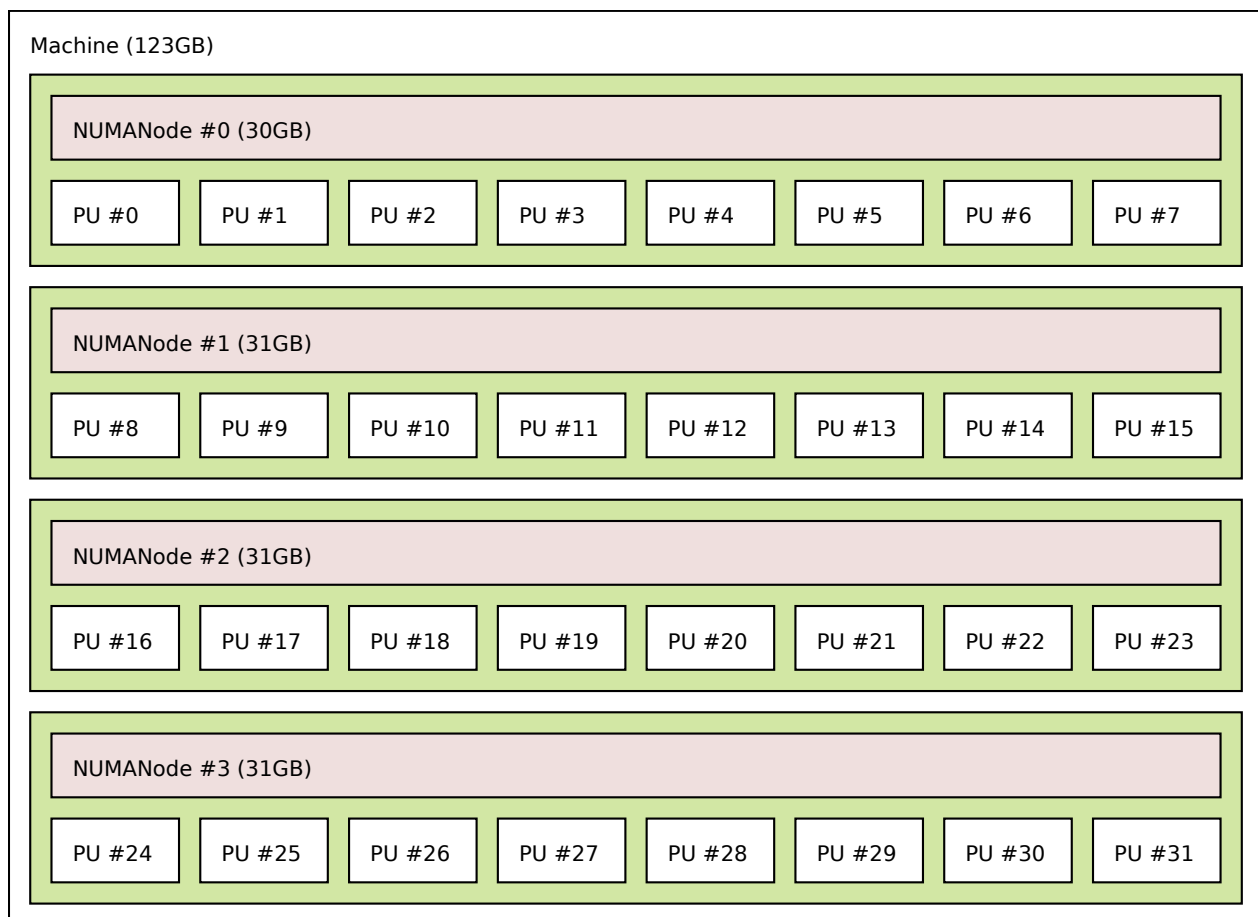 Machine (123GB)
NUMANode #0 (30GB)
PU #0 PU #1 PU #2 PU #3 PU #4 PU #5 PU #6 PU #7
NUMANode #1 (31GB)
PU #8 PU #9 PU #10 PU #11 PU #12 PU #13 PU #14 PU #15
NUMANode #2 (31GB)
PU #16 PU #17 PU #18 PU #19 PU #20 PU #21 PU #22 PU #23
NUMANode #3 (31GB)
PU #24 PU #25 PU #26 PU #27 PU #28 PU #29 PU #30 PU #31